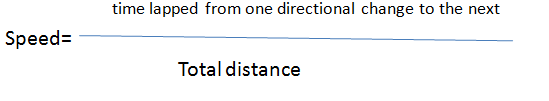 time lapped from one directional change to the next
Speed=
Total distance